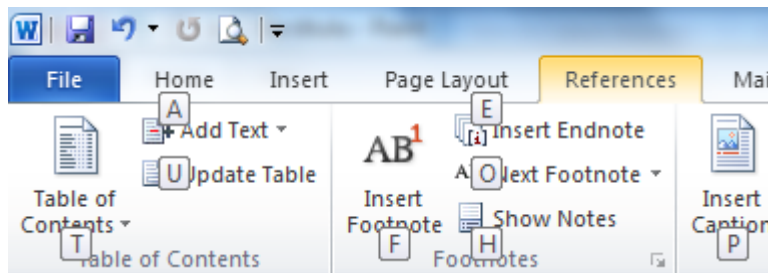 W
File Home Insert Page Layout References Mai
A E
Add Text AB1 [i] Insert Endnote
U Update Table A O Next Footnote
Table of Contents Insert Footnote Show Notes Insert Caption
T F H P
Table of Contents Footnotes